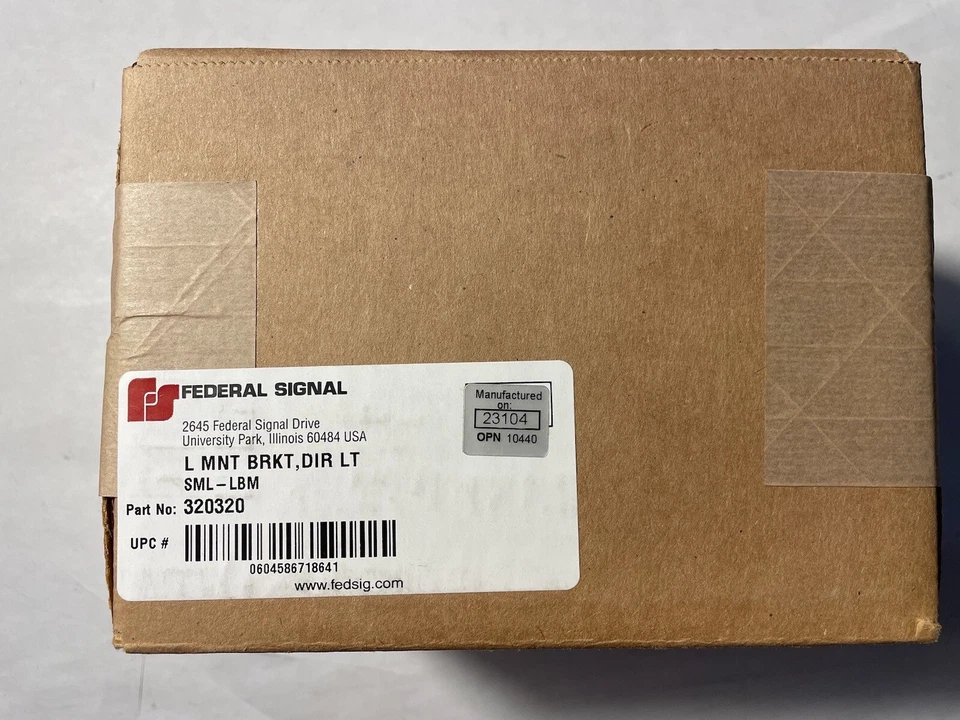 FS FEDERAL SIGNAL
2645 Federal Signal Drive
University Park, Illinois 60484 USA
L MNT BRKT,DIR LT
SML-LBM
Part No: 320320
UPC #
0604586718641
www.fedsig.com
Manufactured
on:
23104
OPN 10440